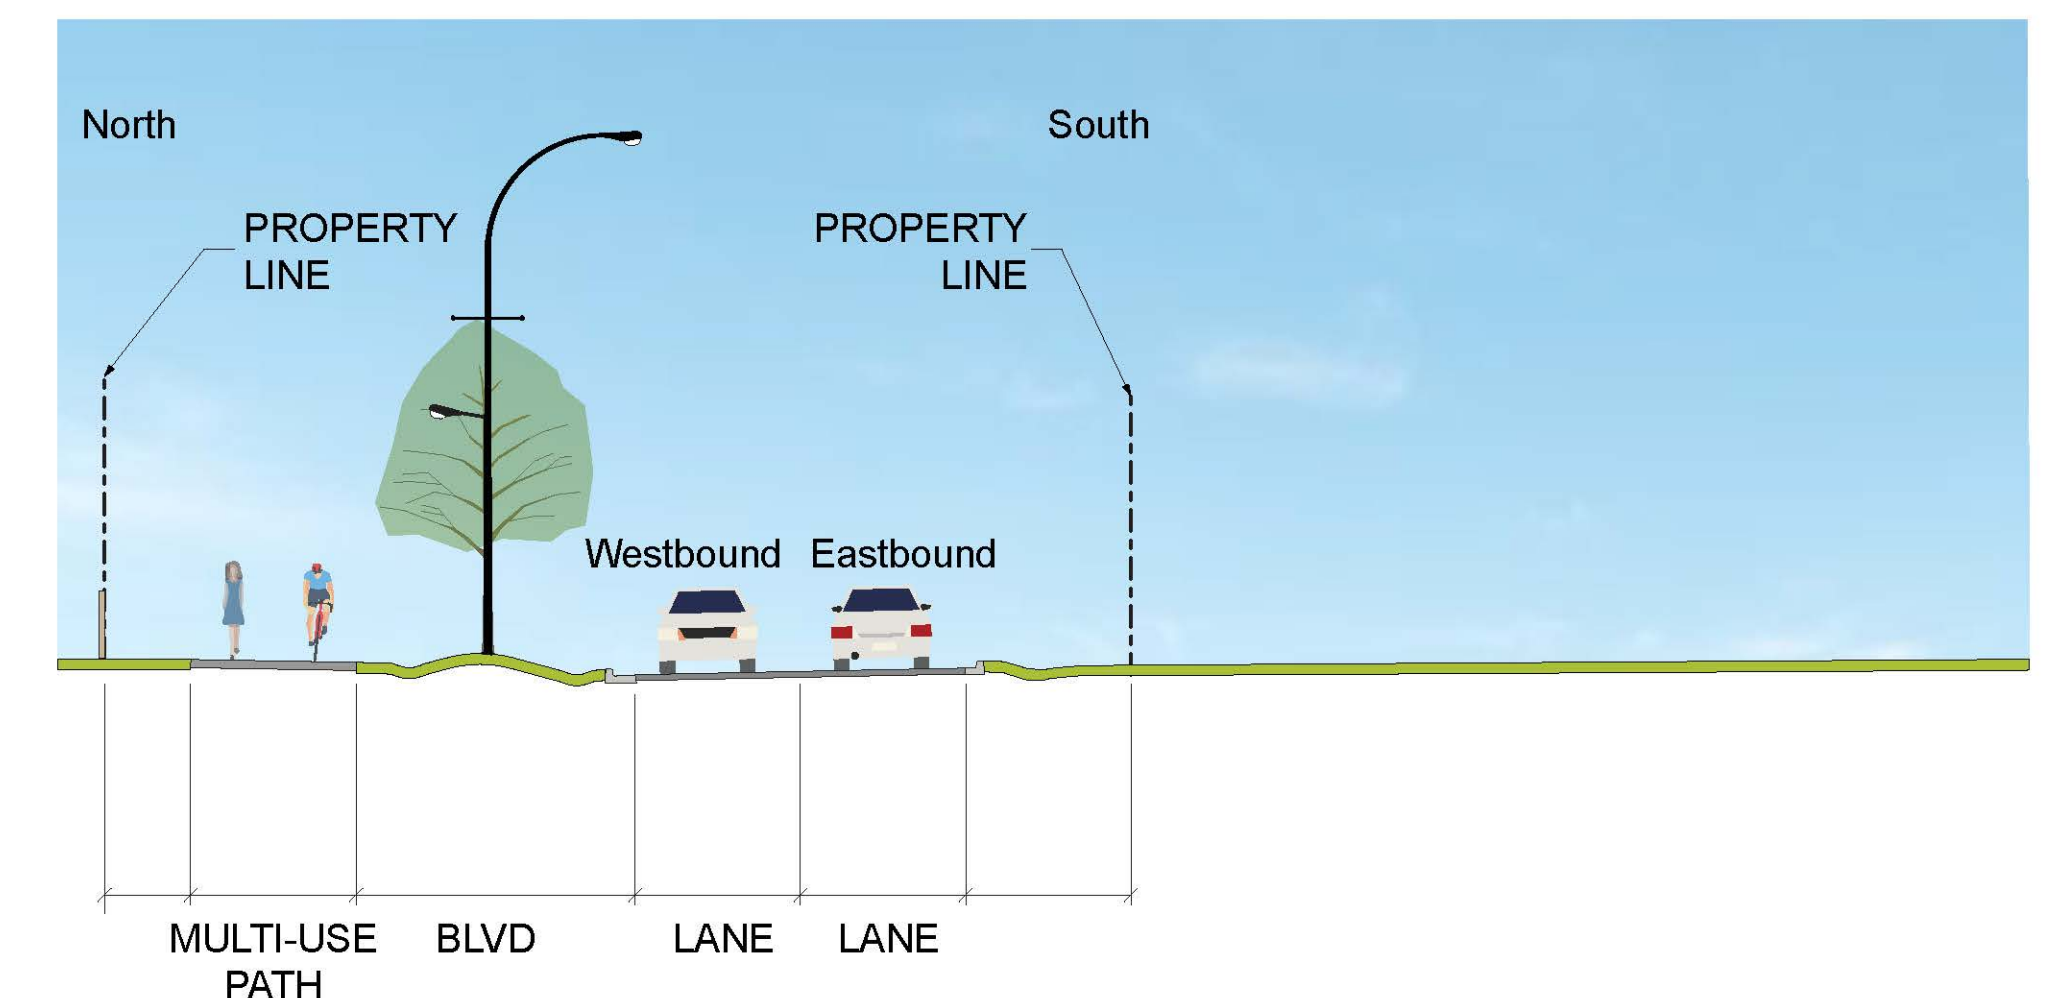 North
South
PROPERTY
LINE
PROPERTY
LINE
Westbound
Eastbound
MULTI-USE
PATH
BLVD
LANE
LANE